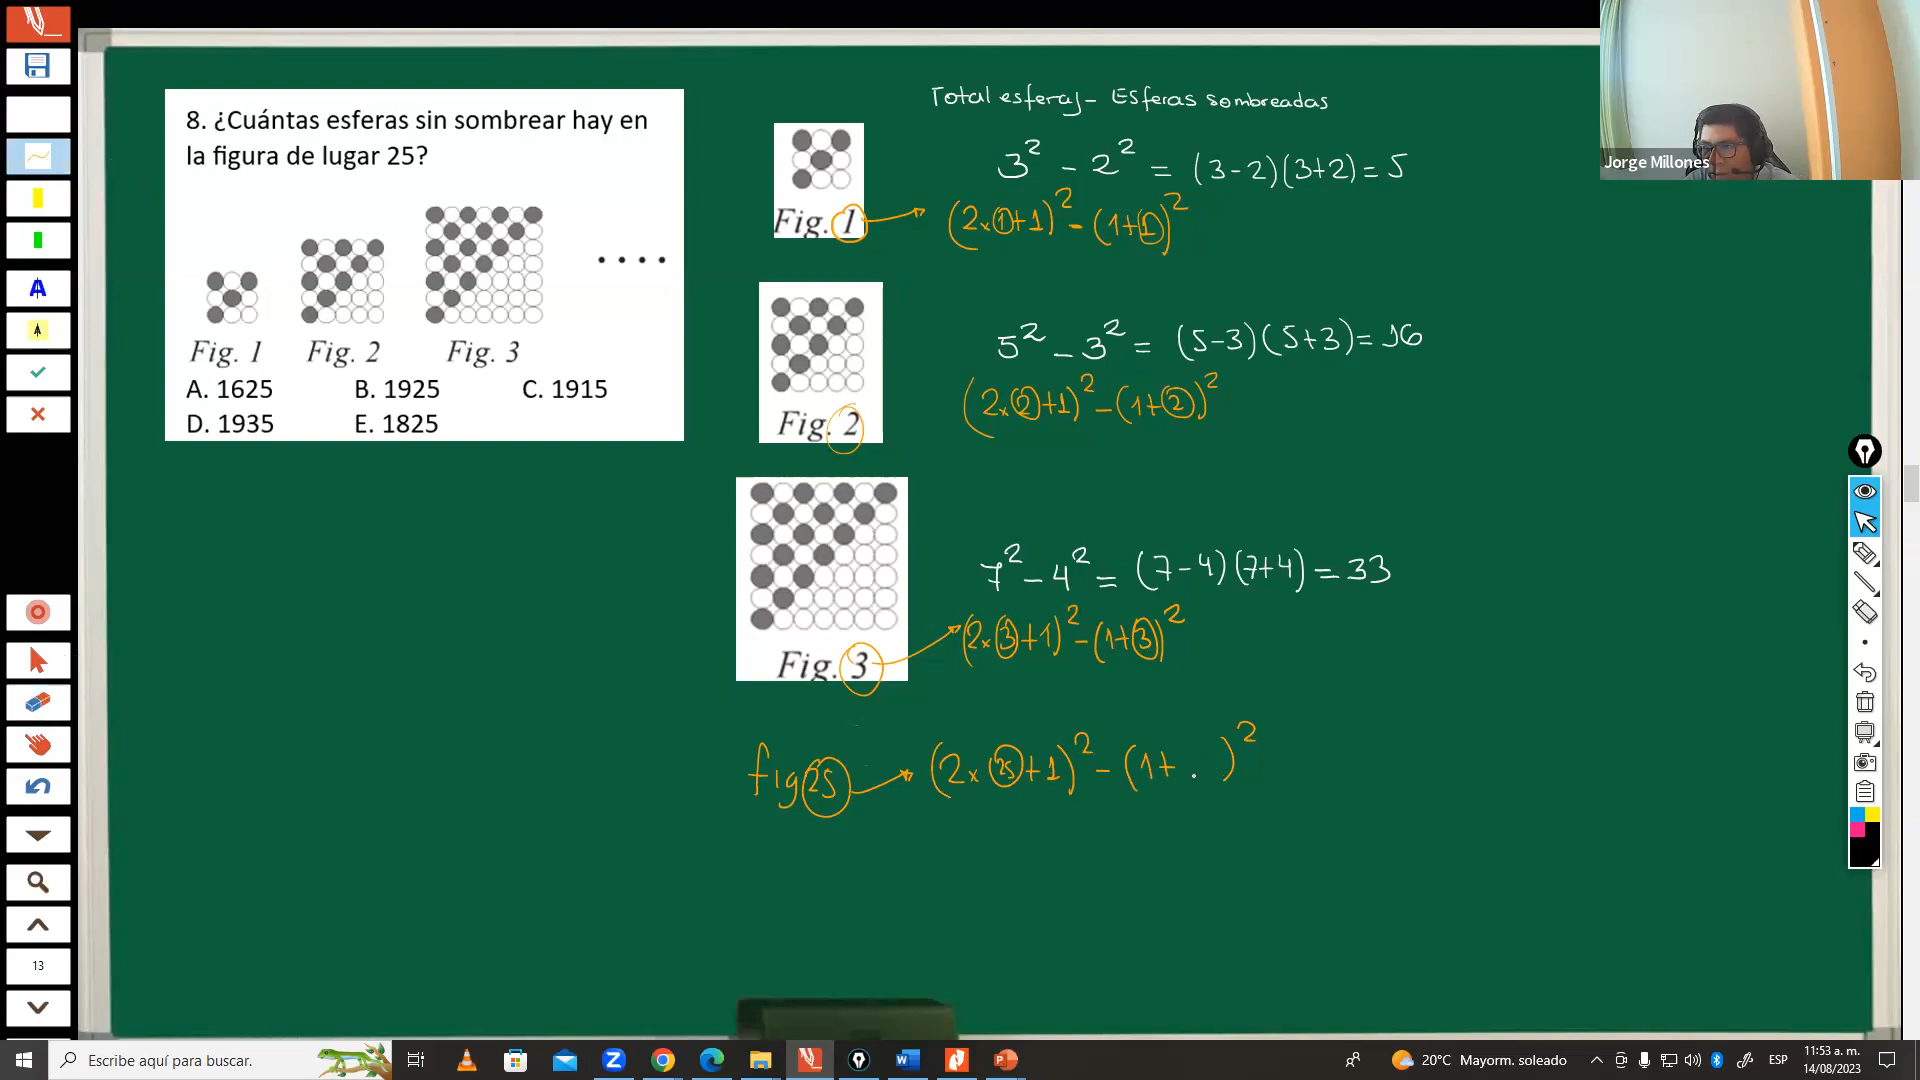 8. ¿Cuántas esferas sin sombrear hay en
la figura de lugar 25?
Fig. 1 Fig. 2 Fig. 3
A. 1625 B. 1925 C. 1915
D. 1935 E. 1825
Total esferas - Esferas sombreadas
3² - 2² = (3-2)(3+2) = 5
Fig. 1
(2×1+1)² - (1+1)²
5² - 3² = (5-3)(5+3) = 16
(2×2+1)² - (1+2)²
Fig. 2
7² - 4² = (7-4)(7+4) = 33
(2×3+1)² - (1+3)²
Fig. 3
fig 25 (2×25+1)² - (1+ )²
Jorge Millones
13
Escribe aquí para buscar.
20°C Mayorm. soleado
ESP
11:53 a. m.
14/08/2023